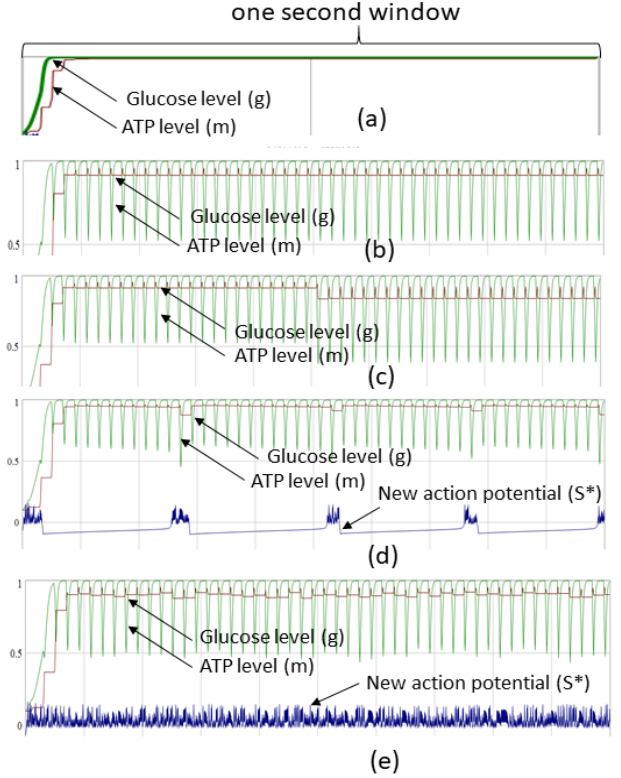 one second window
Glucose level (g)
ATP level (m)
(a)
1
Glucose level (g)
ATP level (m)
0.5
(b)
1
Glucose level (g)
0.5
ATP level (m)
(c)
1
Glucose level (g)
0.5
ATP level (m)
New action potential (S*)
0
(d)
1
Glucose level (g)
0.5
ATP level (m)
New action potential (S*)
0
(e)